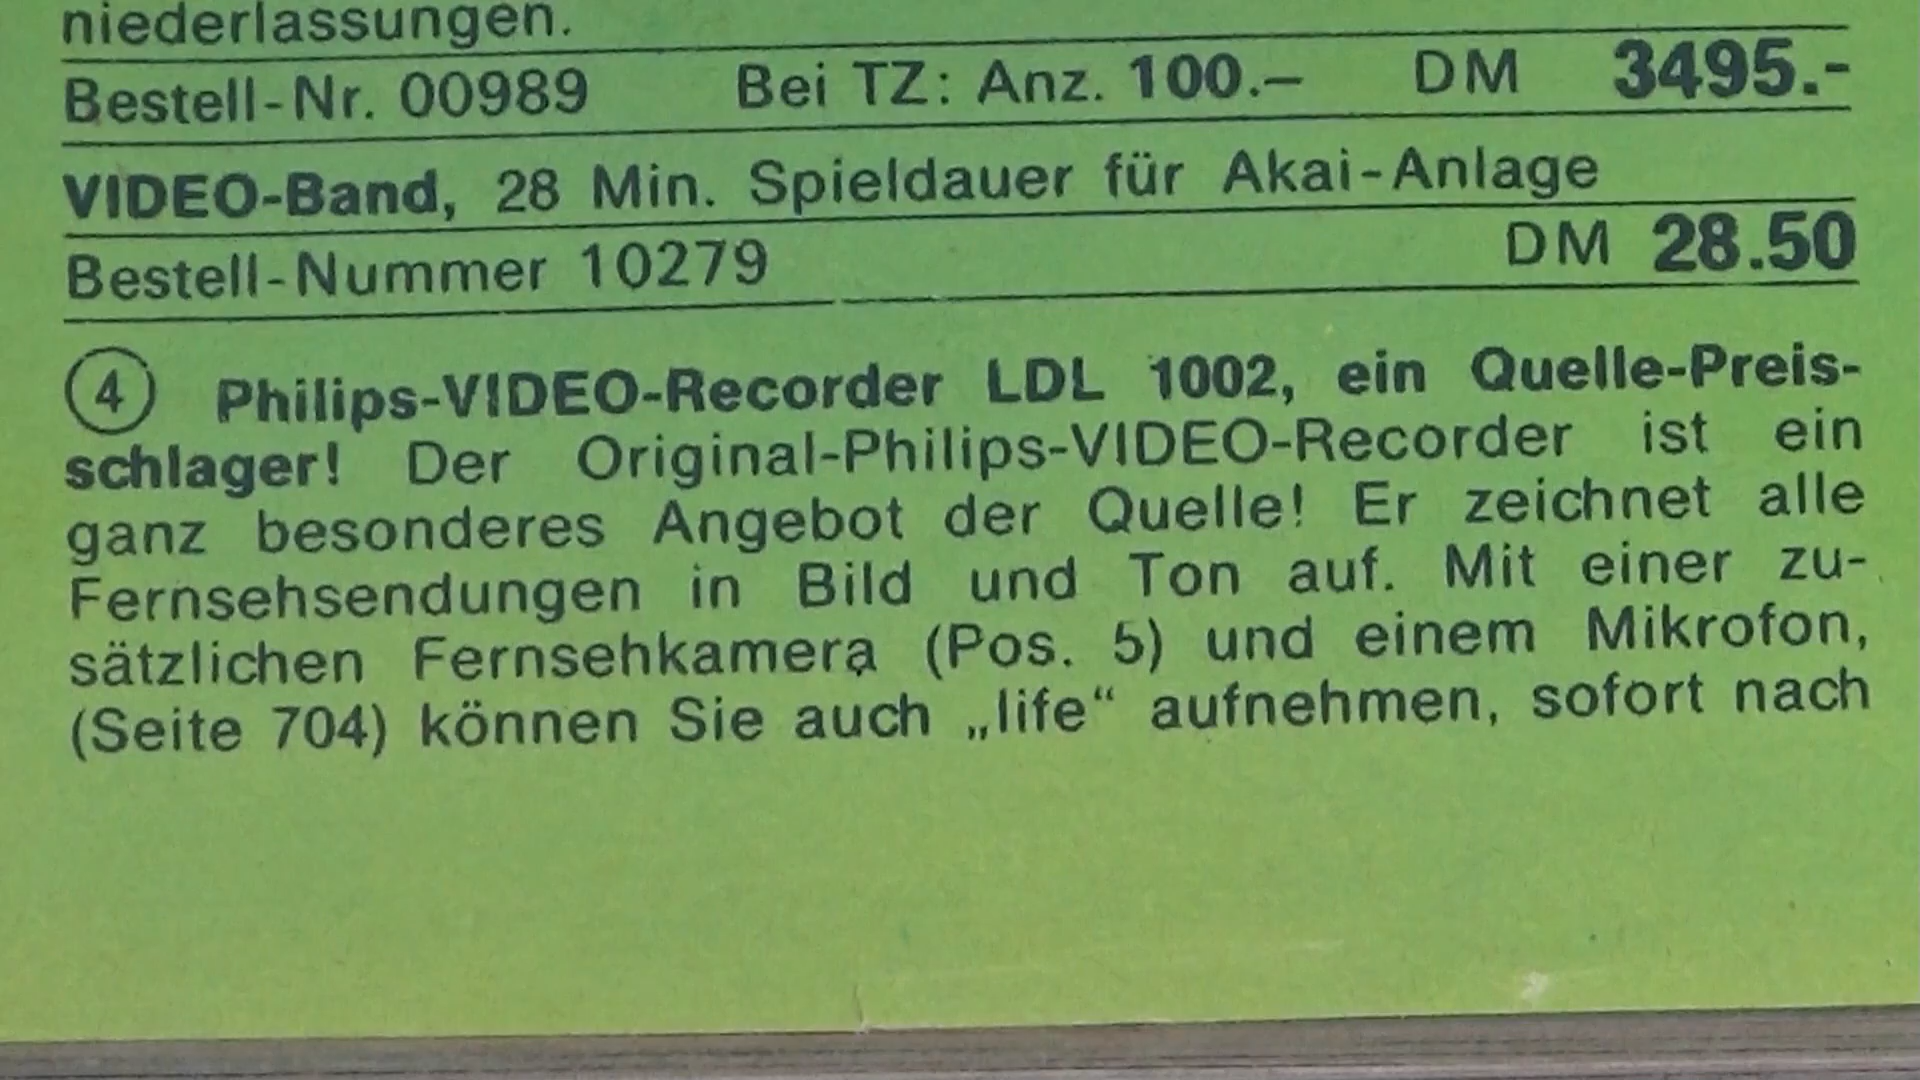 niederlassungen.
Bestell-Nr. 00989 Bei TZ: Anz. 100.– DM 3495.-
VIDEO-Band, 28 Min. Spieldauer für Akai-Anlage
Bestell-Nummer 10279 DM 28.50
4 Philips-VIDEO-Recorder LDL 1002, ein Quelle-Preis-
schlager! Der Original-Philips-VIDEO-Recorder ist ein
ganz besonderes Angebot der Quelle! Er zeichnet alle
Fernsehsendungen in Bild und Ton auf. Mit einer zu-
sätzlichen Fernsehkamera (Pos. 5) und einem Mikrofon,
(Seite 704) können Sie auch „life“ aufnehmen, sofort nach